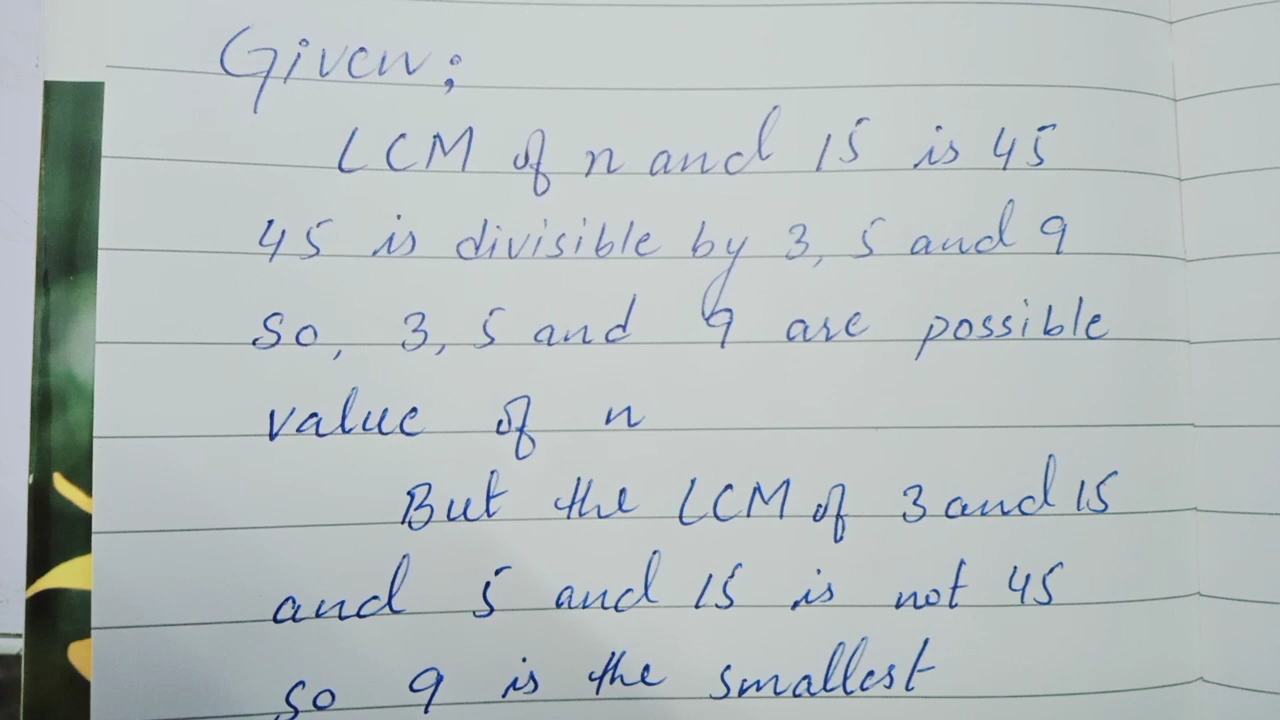 Given;
LCM of n and 15 is 45
45 is divisible by 3, 5 and 9
So, 3, 5 and 9 are possible
value of n
But the LCM of 3 and 15
and 5 and 15 is not 45
so 9 is the smallest